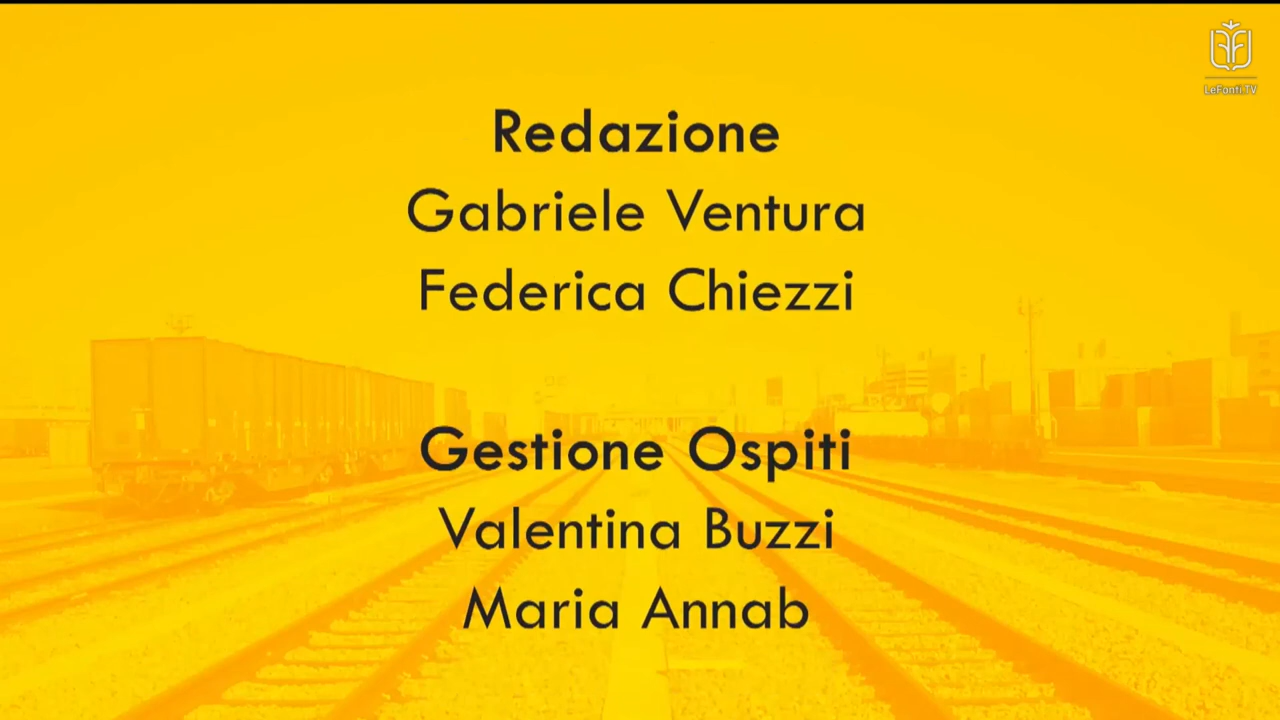 LeFonti.TV
Redazione
Gabriele Ventura
Federica Chiezzi
Gestione Ospiti
Valentina Buzzi
Maria Annab